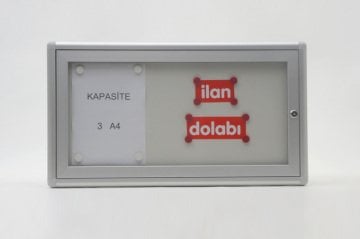 KAPASİTE
3 A4
ilan
dolabı